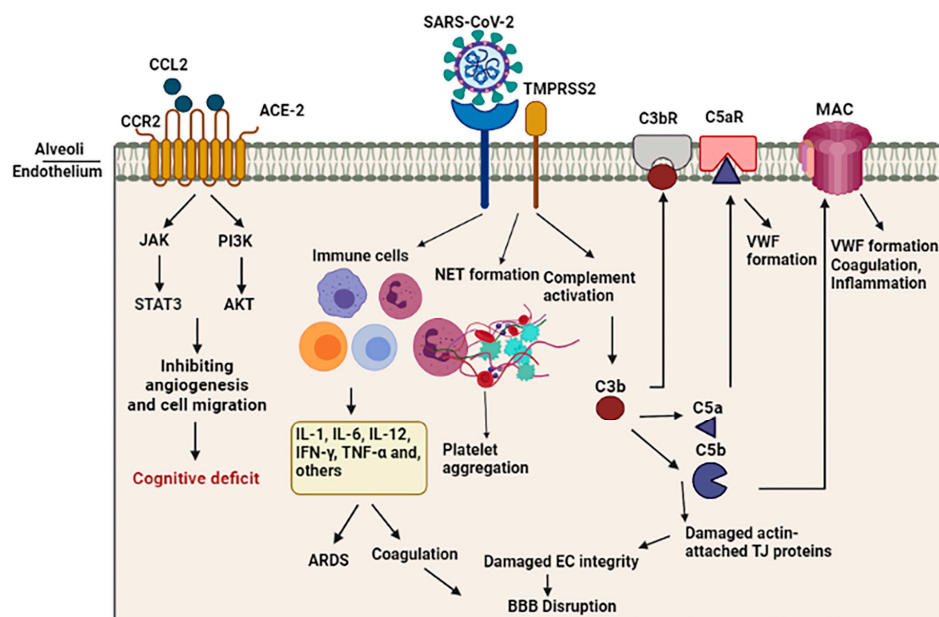 SARS-CoV-2
CCL2
TMPRSS2
CCR2
ACE-2
C3bR
C5aR
MAC
Alveoli
Endothelium
JAK
PI3K
STAT3
AKT
Inhibiting
angiogenesis
and cell migration
Cognitive deficit
Immune cells
NET formation
Complement
activation
VWF
formation
VWF formation
Coagulation,
Inflammation
IL-1, IL-6, IL-12,
IFN-γ, TNF-α and,
others
Platelet
aggregation
C3b
C5a
C5b
ARDS
Coagulation
Damaged EC integrity
Damaged actin-
attached TJ proteins
BBB Disruption